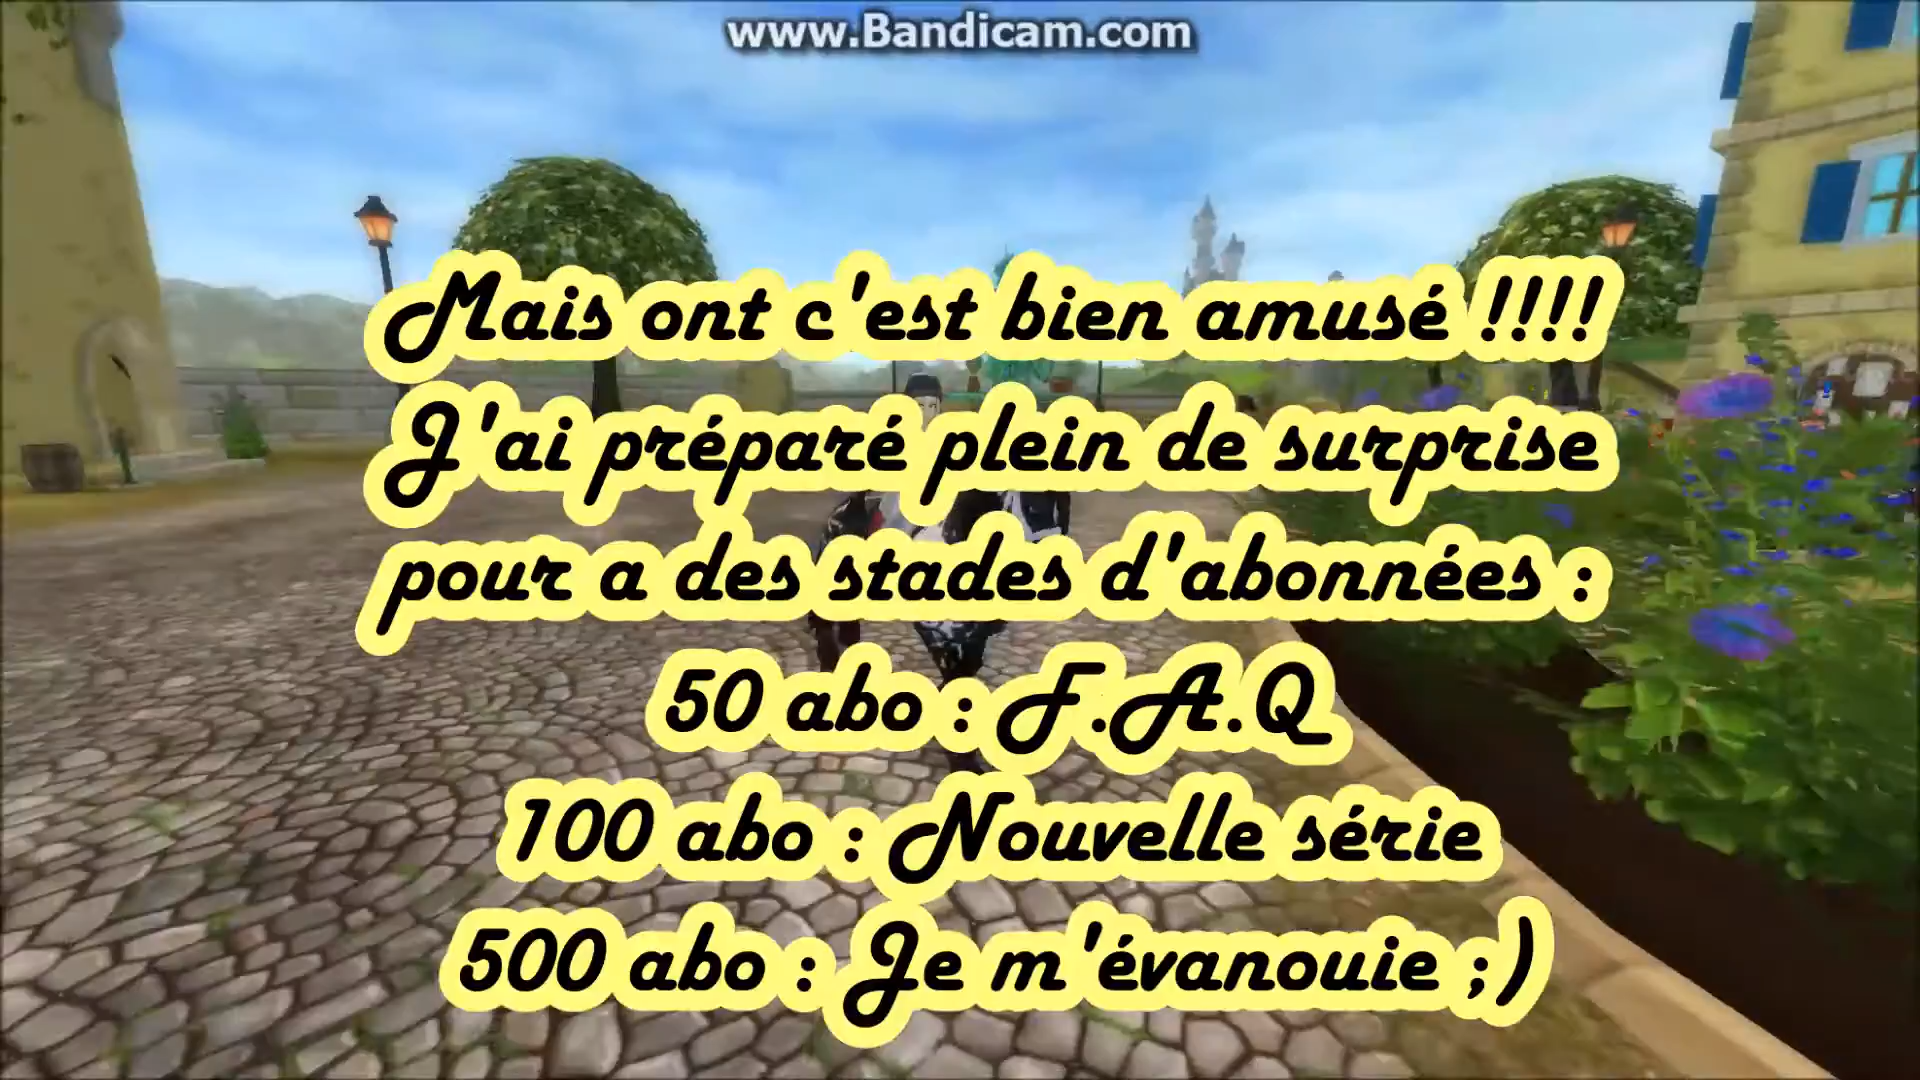 www.Bandicam.com
Mais ont c'est bien amusé !!!!
J'ai préparé plein de surprise
pour a des stades d'abonnées :
50 abo : F.A.Q
100 abo : Nouvelle série
500 abo : Je m'évanouie ;)